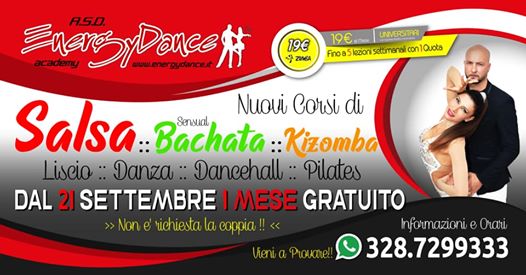 A.S.D.
EnergyDance
academy www.energydance.it
19€
ZUMBA
19€ al Mese UNIVERSITARI
Fino a 5 lezioni settimanali con 1 Quota
Nuovi Corsi di
Sensual
Salsa :: Bachata :: Kizomba
Liscio :: Danza :: Dancehall :: Pilates
DAL 21 SETTEMBRE 1 MESE GRATUITO
>> Non e' richiesta la coppia !! <<
Informazioni e Orari
Vieni a Provare!! 328.7299333